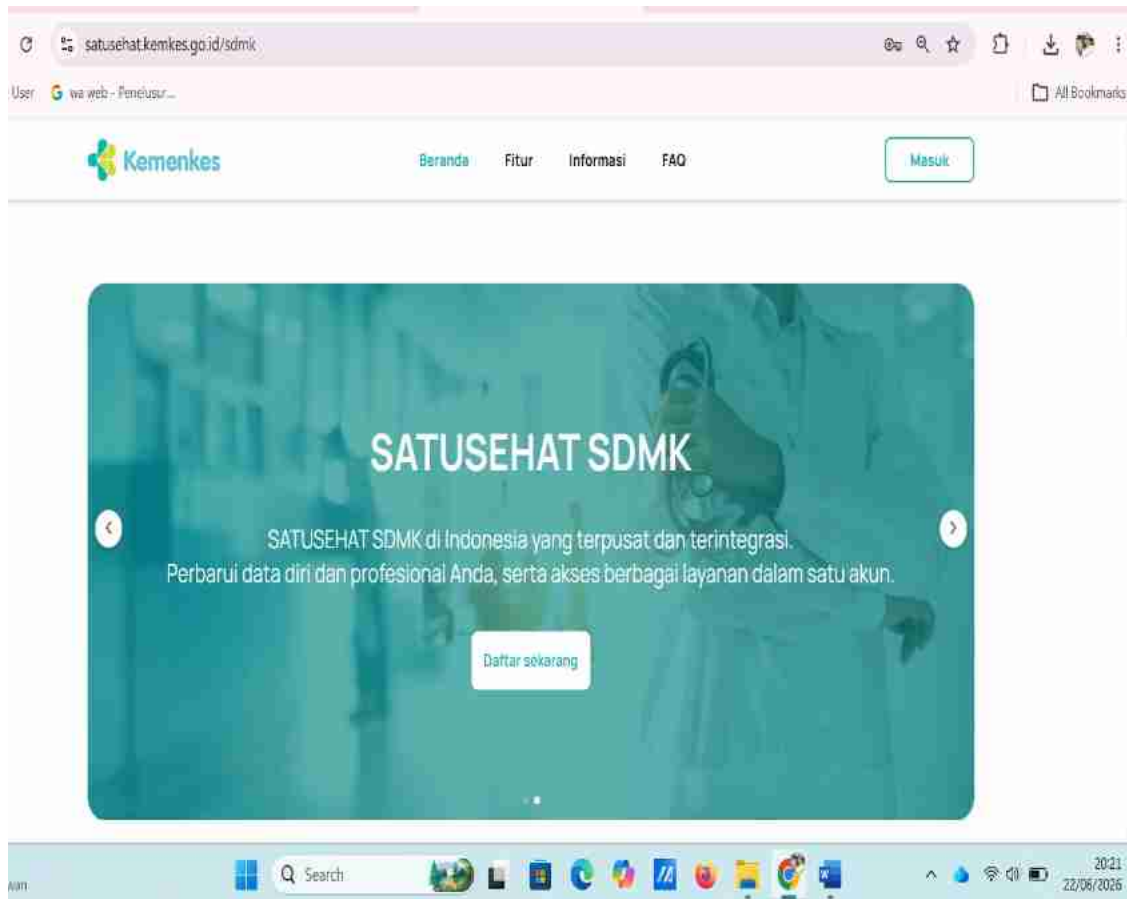 satusehat.kemkes.go.id/sdmk
User
wa web - Penelusur...
All Bookmarks
Kemenkes
Beranda Fitur Informasi FAQ Masuk
SATUSEHAT SDMK
SATUSEHAT SDMK di Indonesia yang terpusat dan terintegrasi.
Perbarui data diri dan profesional Anda, serta akses berbagai layanan dalam satu akun.
Daftar sekarang
Search
20:21
22/06/2026